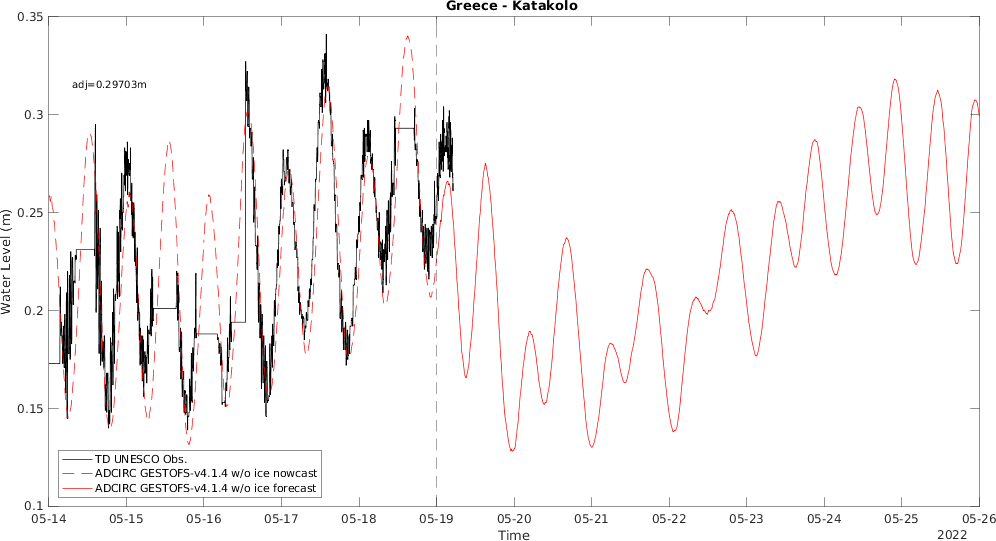 Greece - Katakolo
0.35
0.3
0.25
0.2
0.15
0.1
Water Level (m)
adj=0.29703m
TD UNESCO Obs.
ADCIRC GESTOFS-v4.1.4 w/o ice nowcast
ADCIRC GESTOFS-v4.1.4 w/o ice forecast
05-14 05-15 05-16 05-17 05-18 05-19 05-20 05-21 05-22 05-23 05-24 05-25 05-26
Time
2022